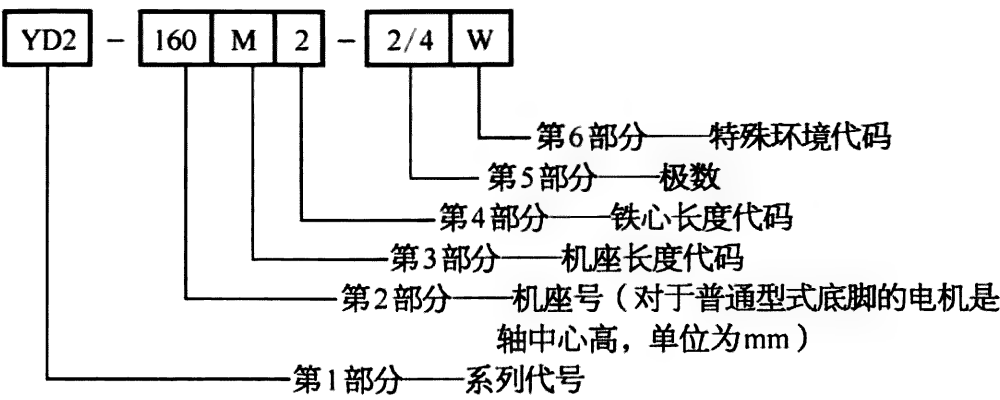 YD2 - 160 M 2 - 2/4 W
第6部分——特殊环境代码
第5部分——极数
第4部分——铁心长度代码
第3部分——机座长度代码
第2部分——机座号（对于普通型式底脚的电机是
轴中心高，单位为mm）
第1部分——系列代号